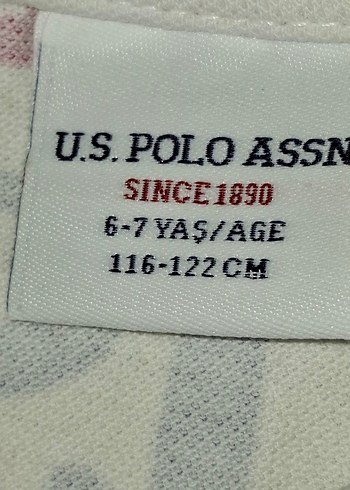 U.S. POLO ASSN
SINCE 1890
6-7 YAŞ/AGE
116-122 CM